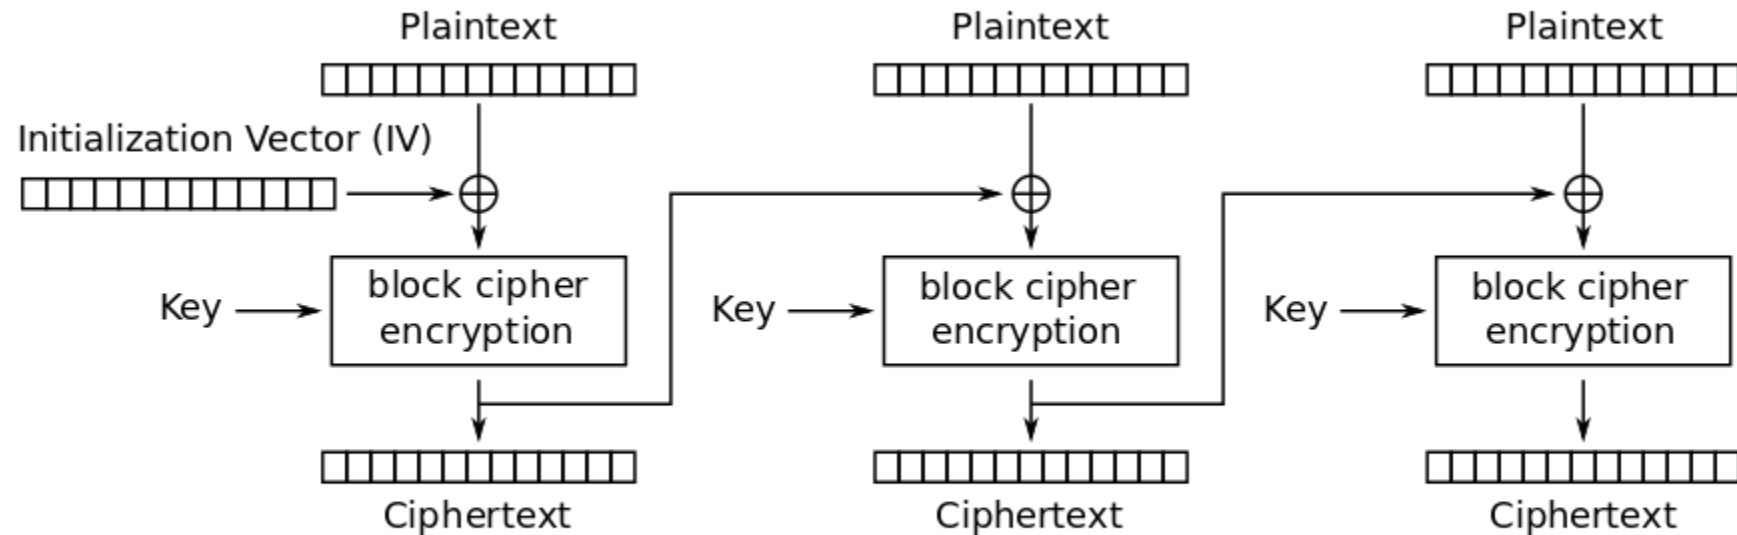 Plaintext
Plaintext
Plaintext
Initialization Vector (IV)
Key
block cipher
encryption
Key
block cipher
encryption
Key
block cipher
encryption
Ciphertext
Ciphertext
Ciphertext